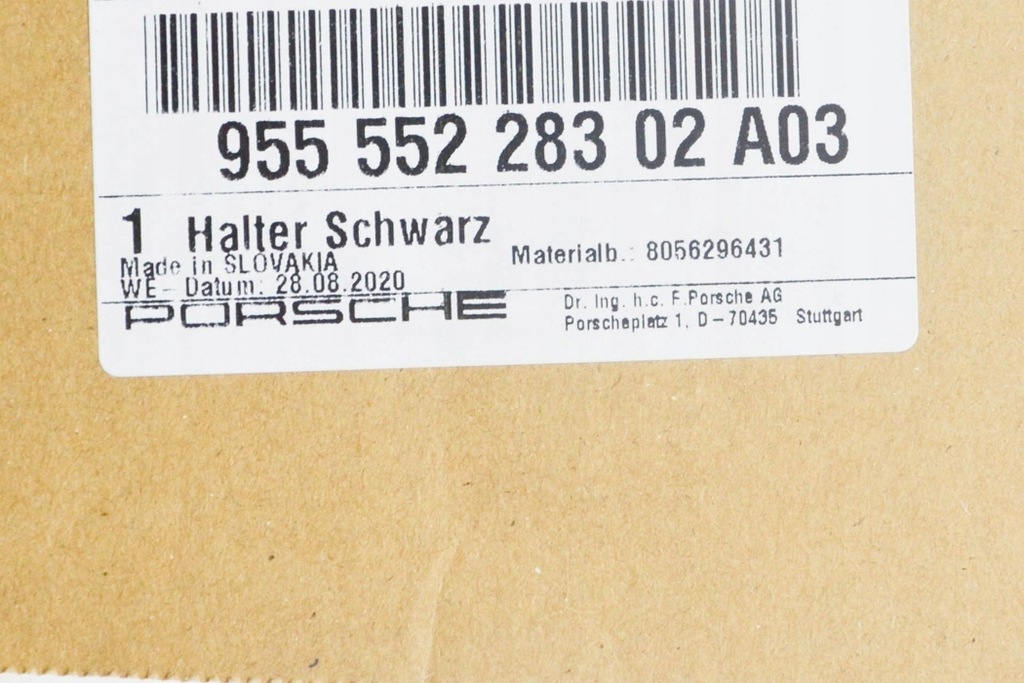 955 552 283 02 A03
1 Halter Schwarz
Made in SLOVAKIA
Materialb.: 8056296431
WE- Datum: 28.08.2020
PORSCHE
Dr. Ing. h.c. F.Porsche AG
Porscheplatz 1, D-70435 Stuttgart